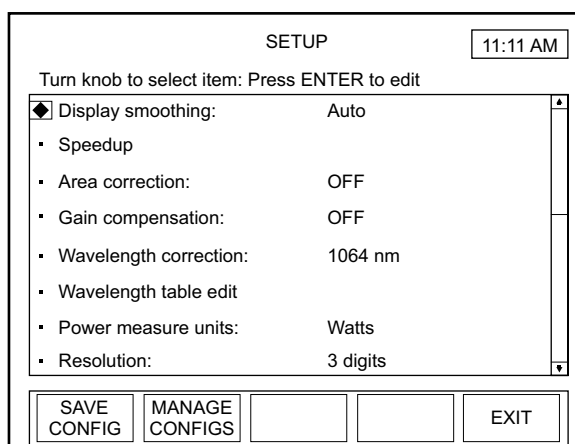 SETUP
11:11 AM
Turn knob to select item: Press ENTER to edit
Display smoothing: Auto
Speedup
Area correction: OFF
Gain compensation: OFF
Wavelength correction: 1064 nm
Wavelength table edit
Power measure units: Watts
Resolution: 3 digits
SAVE
CONFIG
MANAGE
CONFIGS
EXIT